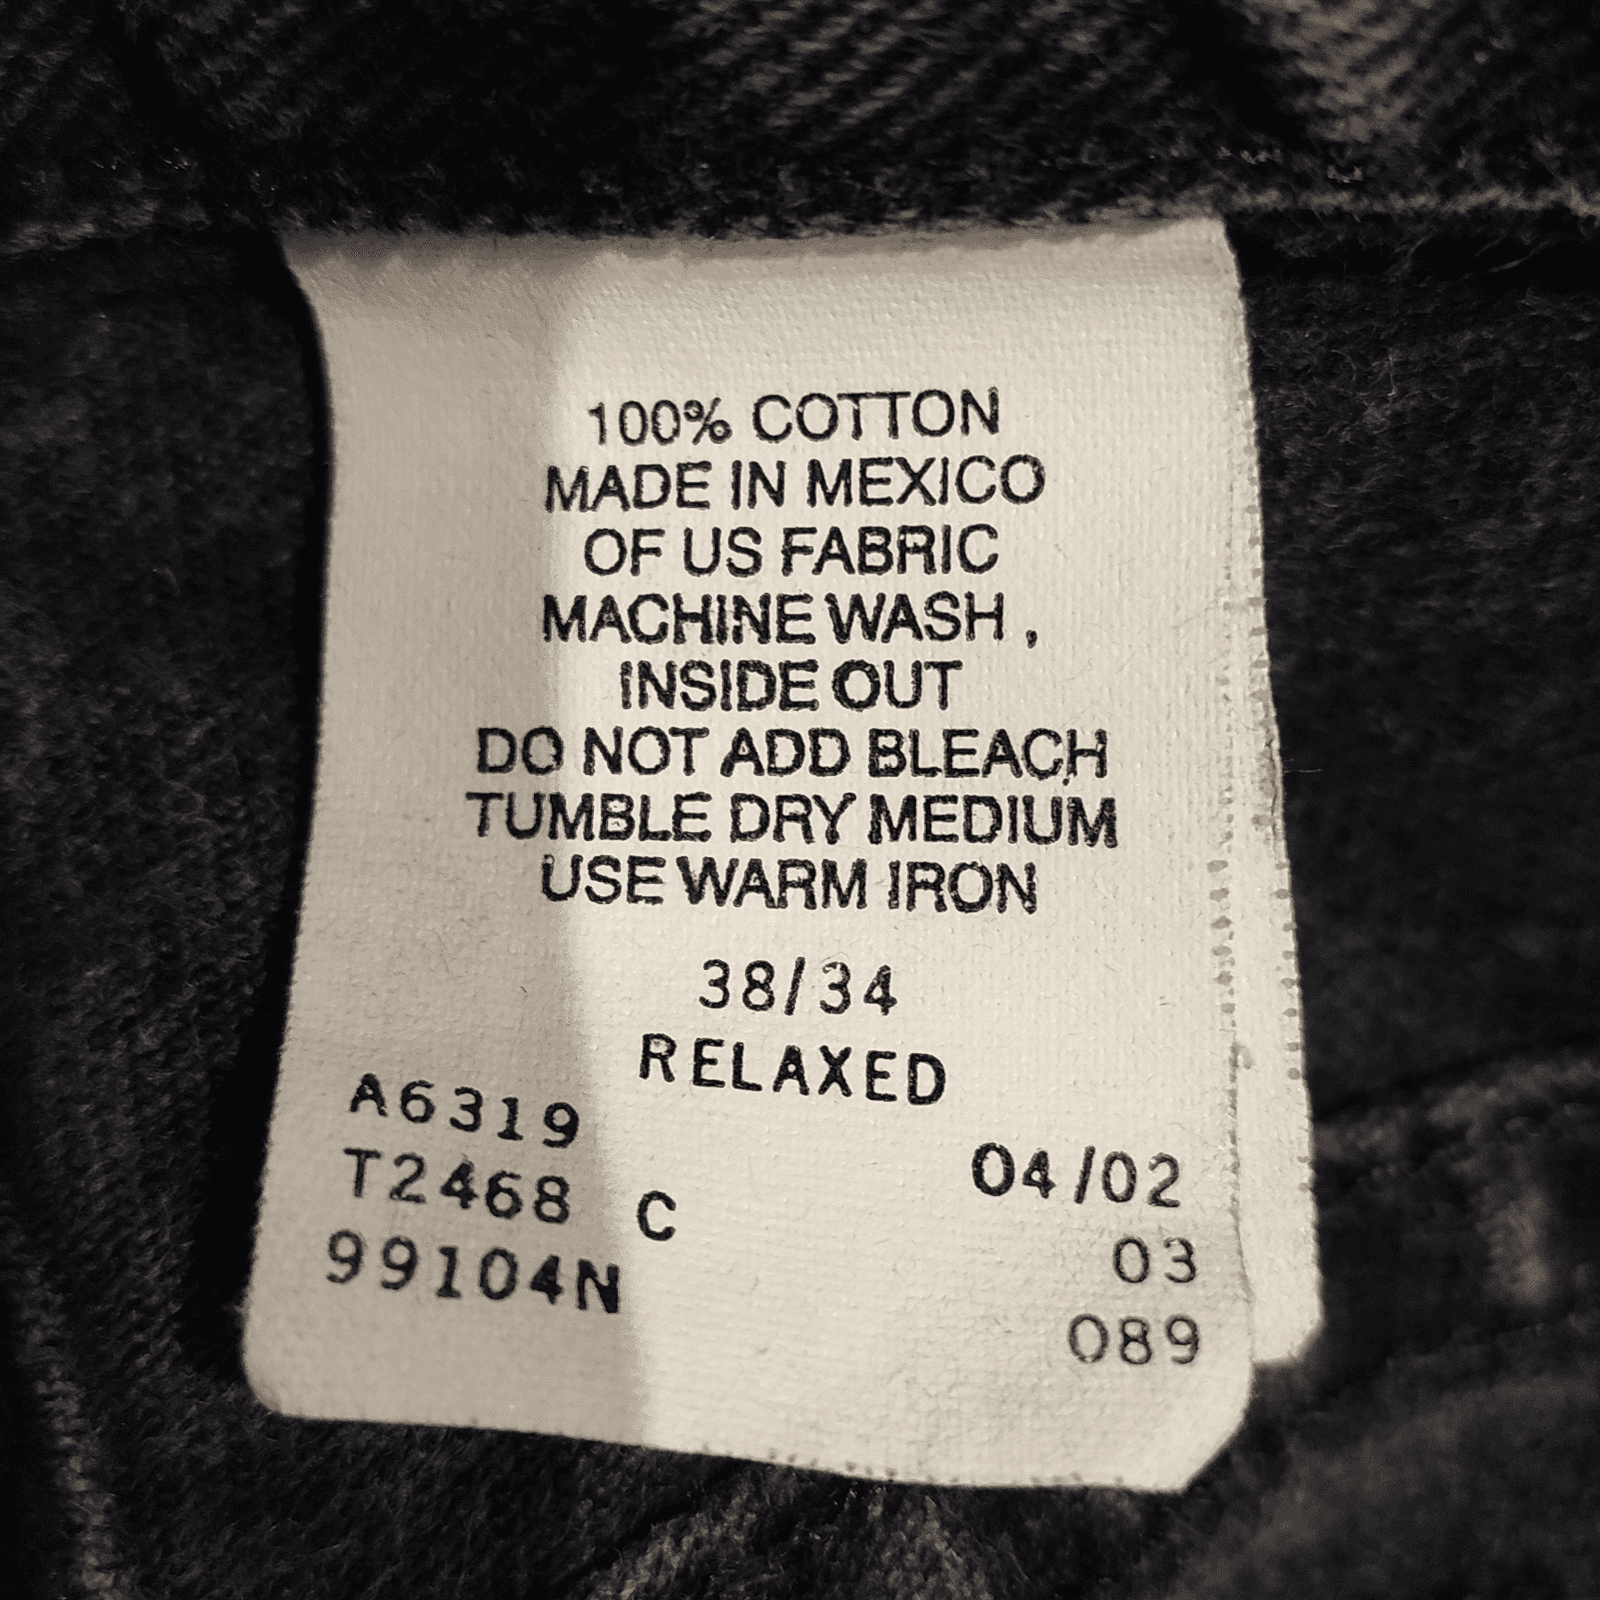 100% COTTON
MADE IN MEXICO
OF US FABRIC
MACHINE WASH ,
INSIDE OUT
DO NOT ADD BLEACH
TUMBLE DRY MEDIUM
USE WARM IRON
38/34
RELAXED
A6319
T2468 C 04/02
99104N 03
089